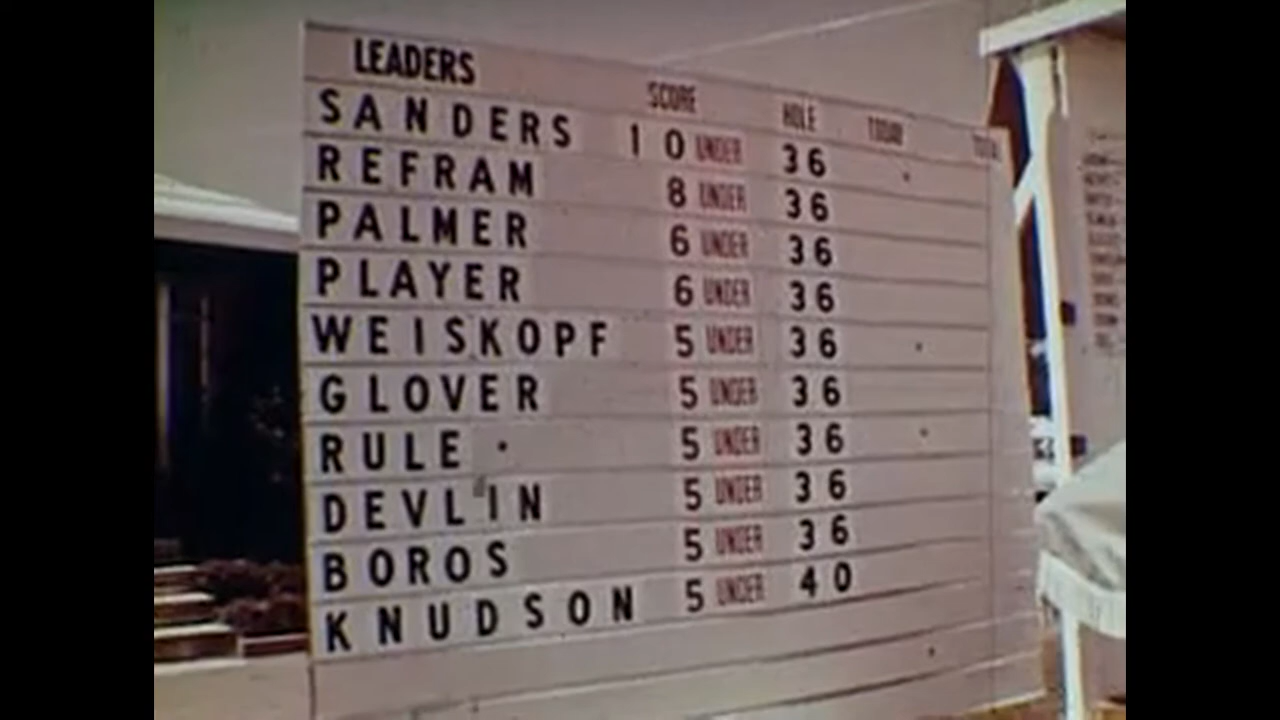 LEADERS SCORE HOLE TODAY TOTAL
SANDERS 10 UNDER 36
REFRAM 8 UNDER 36
PALMER 6 UNDER 36
PLAYER 6 UNDER 36
WEISKOPF 5 UNDER 36
GLOVER 5 UNDER 36
RULE 5 UNDER 36
DEVLIN 5 UNDER 36
BOROS 5 UNDER 36
KNUDSON 5 UNDER 40